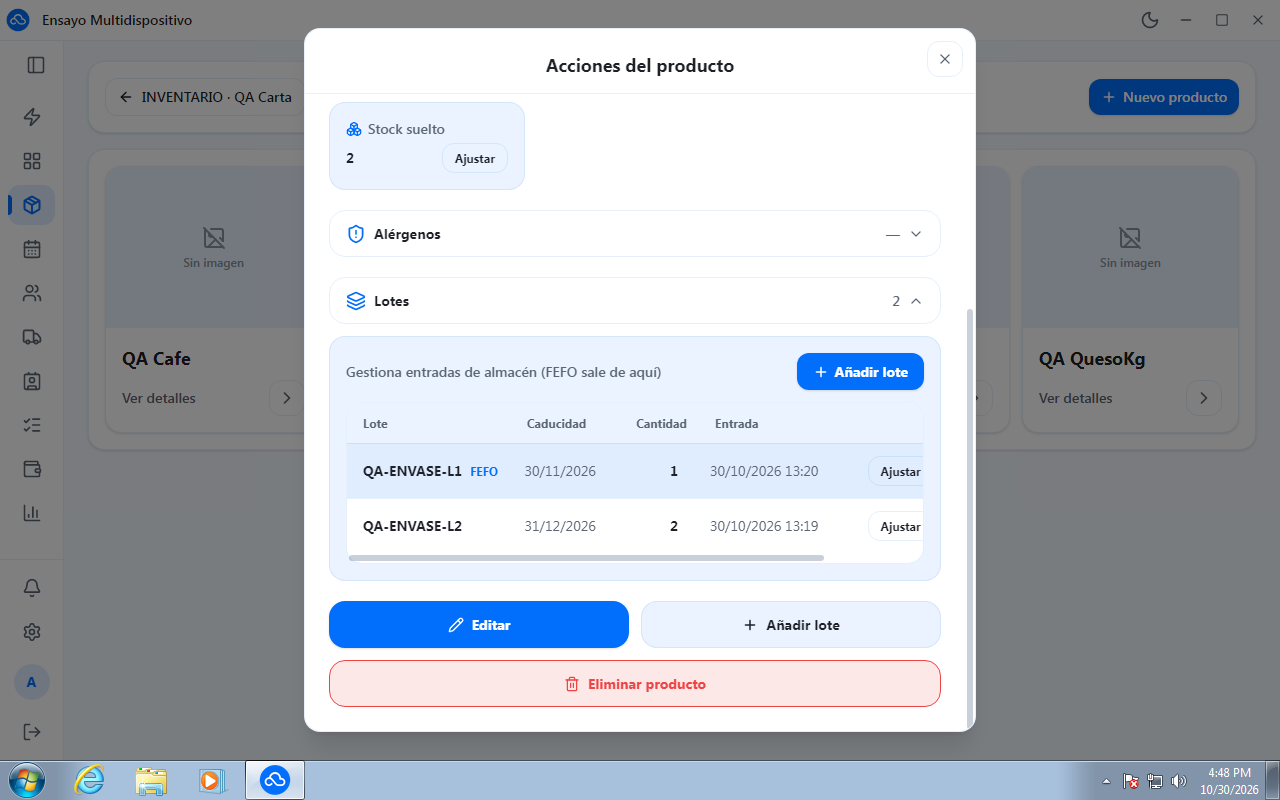 Ensayo Multidispositivo
Acciones del producto
INVENTARIO · QA Carta
Nuevo producto
Stock suelto
2
Ajustar
Alérgenos
—
Sin imagen
Sin imagen
Lotes
2
QA Cafe
Ver detalles
QA QuesoKg
Ver detalles
Gestiona entradas de almacén (FEFO sale de aquí)
Añadir lote
Lote Caducidad Cantidad Entrada
QA-ENVASE-L1 FEFO 30/11/2026 1 30/10/2026 13:20 Ajustar
QA-ENVASE-L2 31/12/2026 2 30/10/2026 13:19 Ajustar
Editar
Añadir lote
Eliminar producto
A
4:48 PM
10/30/2026